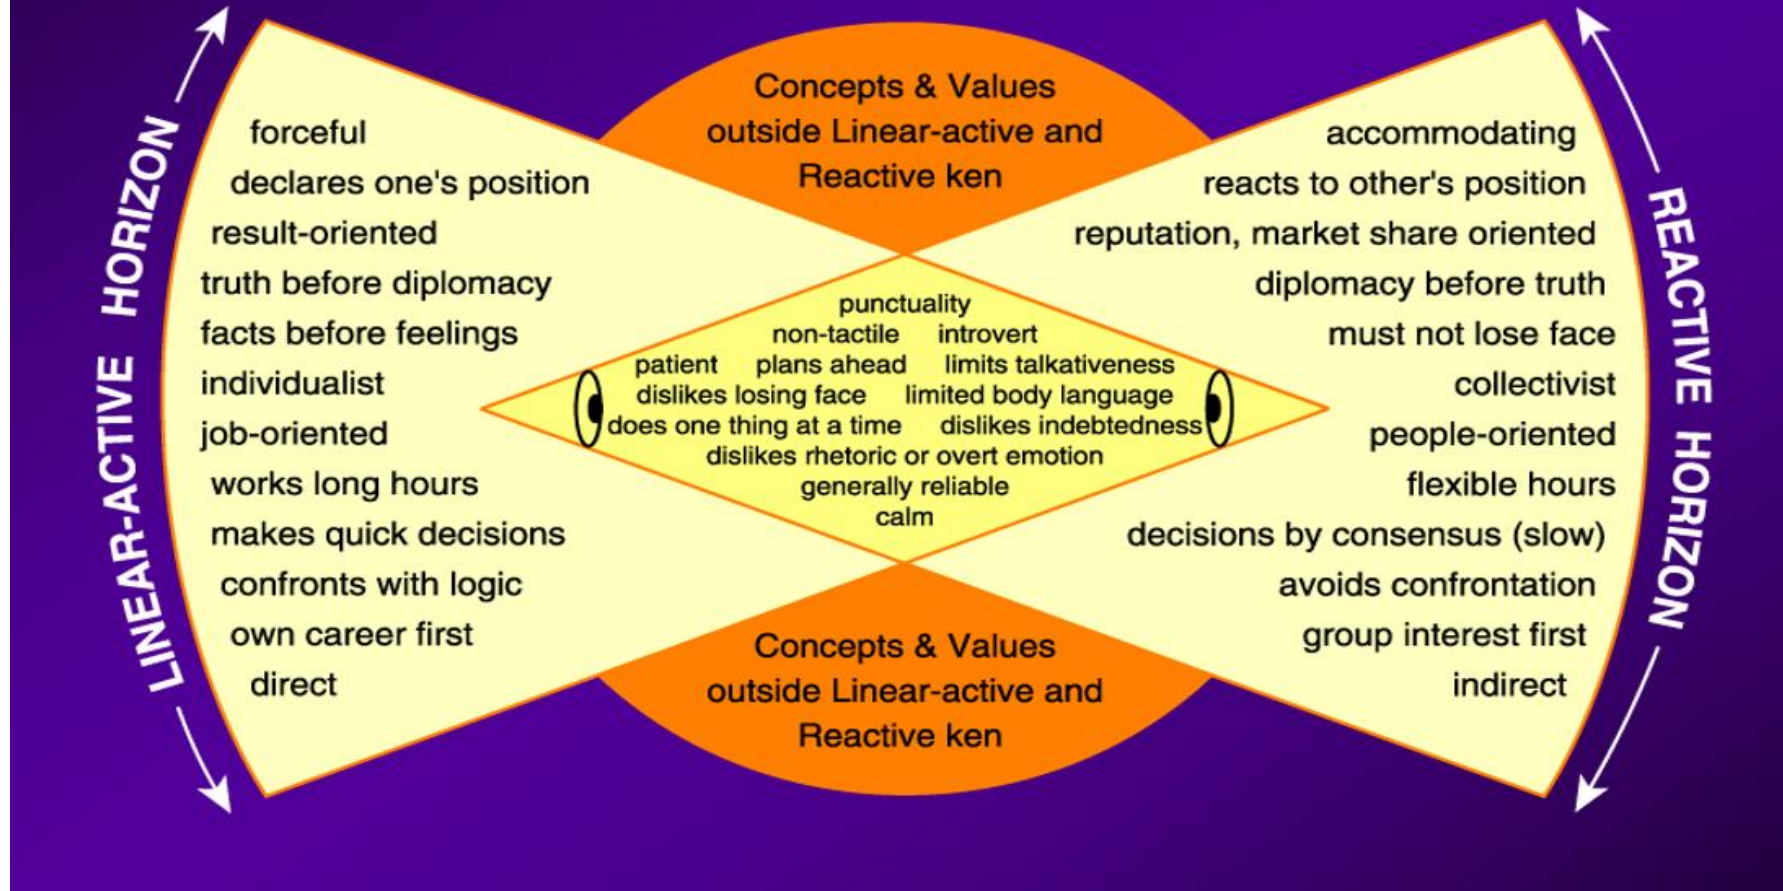 Concepts & Values
outside Linear-active and
Reactive ken
LINEAR-ACTIVE HORIZON
forceful
declares one's position
result-oriented
truth before diplomacy
facts before feelings
individualist
job-oriented
works long hours
makes quick decisions
confronts with logic
own career first
direct
punctuality
non-tactile introvert
patient plans ahead limits talkativeness
dislikes losing face limited body language
does one thing at a time dislikes indebtedness
dislikes rhetoric or overt emotion
generally reliable
calm
accommodating
reacts to other's position
reputation, market share oriented
diplomacy before truth
must not lose face
collectivist
people-oriented
flexible hours
decisions by consensus (slow)
avoids confrontation
group interest first
indirect
REACTIVE HORIZON
Concepts & Values
outside Linear-active and
Reactive ken